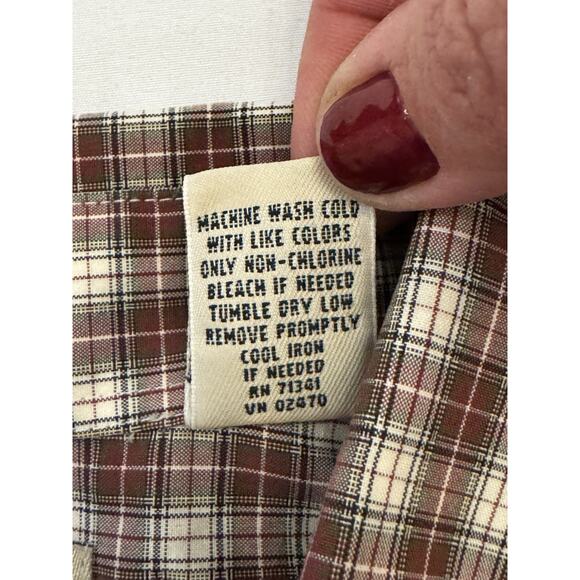 MACHINE WASH COLD
WITH LIKE COLORS
ONLY NON-CHLORINE
BLEACH IF NEEDED
TUMBLE DRY LOW
REMOVE PROMPTLY
COOL IRON
IF NEEDED
RN 71341
VN 02470